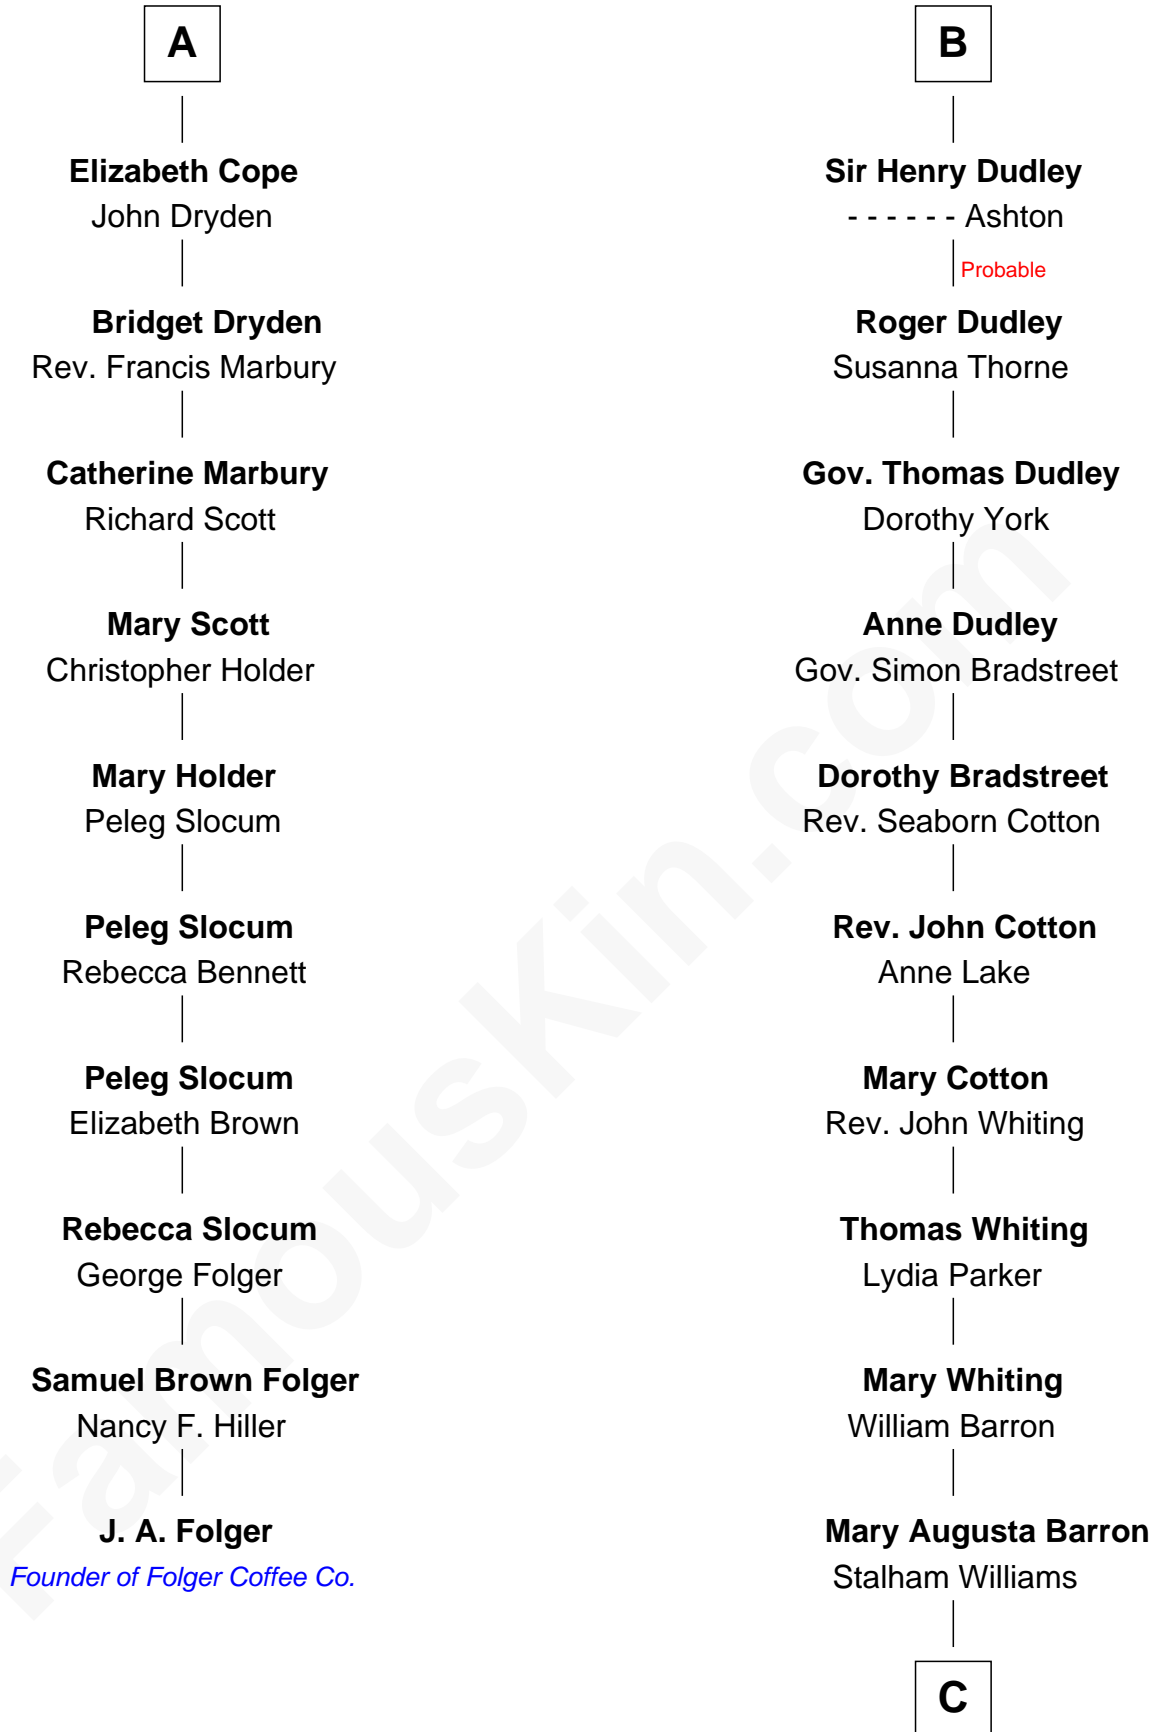 A
Elizabeth Cope
John Dryden
Bridget Dryden
Rev. Francis Marbury
Catherine Marbury
Richard Scott
Mary Scott
Christopher Holder
Mary Holder
Peleg Slocum
Peleg Slocum
Rebecca Bennett
Peleg Slocum
Elizabeth Brown
Rebecca Slocum
George Folger
Samuel Brown Folger
Nancy F. Hiller
J. A. Folger
Founder of Folger Coffee Co.
B
Sir Henry Dudley
- - - - - - Ashton
Probable
Roger Dudley
Susanna Thorne
Gov. Thomas Dudley
Dorothy York
Anne Dudley
Gov. Simon Bradstreet
Dorothy Bradstreet
Rev. Seaborn Cotton
Rev. John Cotton
Anne Lake
Mary Cotton
Rev. John Whiting
Thomas Whiting
Lydia Parker
Mary Whiting
William Barron
Mary Augusta Barron
Stalham Williams
C
FamousKin.com